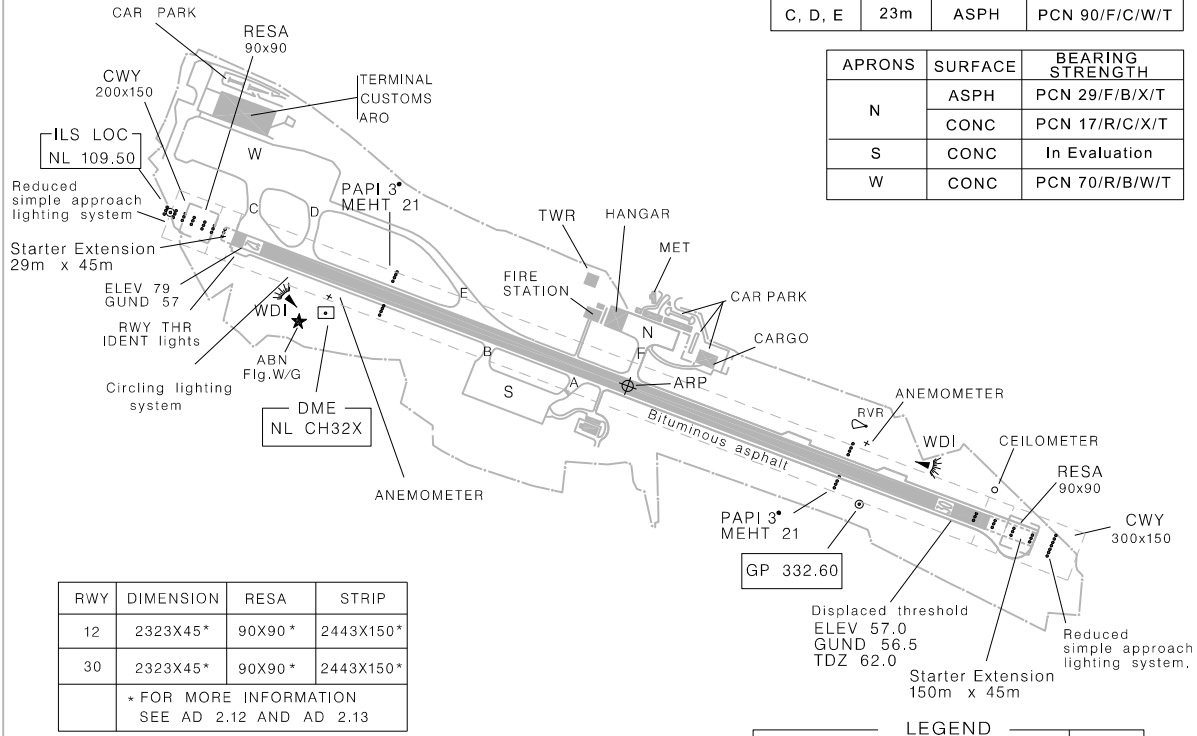 C, D, E 23m ASPH PCN 90/F/C/W/T
APRONS SURFACE BEARING STRENGTH
N ASPH PCN 29/F/B/X/T
CONC PCN 17/R/C/X/T
S CONC In Evaluation
W CONC PCN 70/R/B/W/T
CAR PARK
RESA
90x90
CWY
200x150
TERMINAL
CUSTOMS
ARO
ILS LOC
NL 109.50
W
Reduced
simple approach
lighting system
PAPI 3°
MEHT 21
C
D
TWR
HANGAR
MET
Starter Extension
29m x 45m
FIRE
STATION
ELEV 79
GUND 57
E
CAR PARK
WDI
N
RWY THR
IDENT lights
CARGO
F
ABN
Flg.W/G
B
A
ARP
S
Circling lighting
system
DME
NL CH32X
Bituminous asphalt
ANEMOMETER
RVR
WDI
CEILOMETER
ANEMOMETER
RESA
90x90
12
30
PAPI 3°
MEHT 21
CWY
300x150
GP 332.60
Displaced threshold
ELEV 57.0
GUND 56.5
TDZ 62.0
Reduced
simple approach
lighting system.
Starter Extension
150m x 45m
RWY DIMENSION RESA STRIP
12 2323X45* 90X90* 2443X150*
30 2323X45* 90X90* 2443X150*
* FOR MORE INFORMATION
SEE AD 2.12 AND AD 2.13
LEGEND